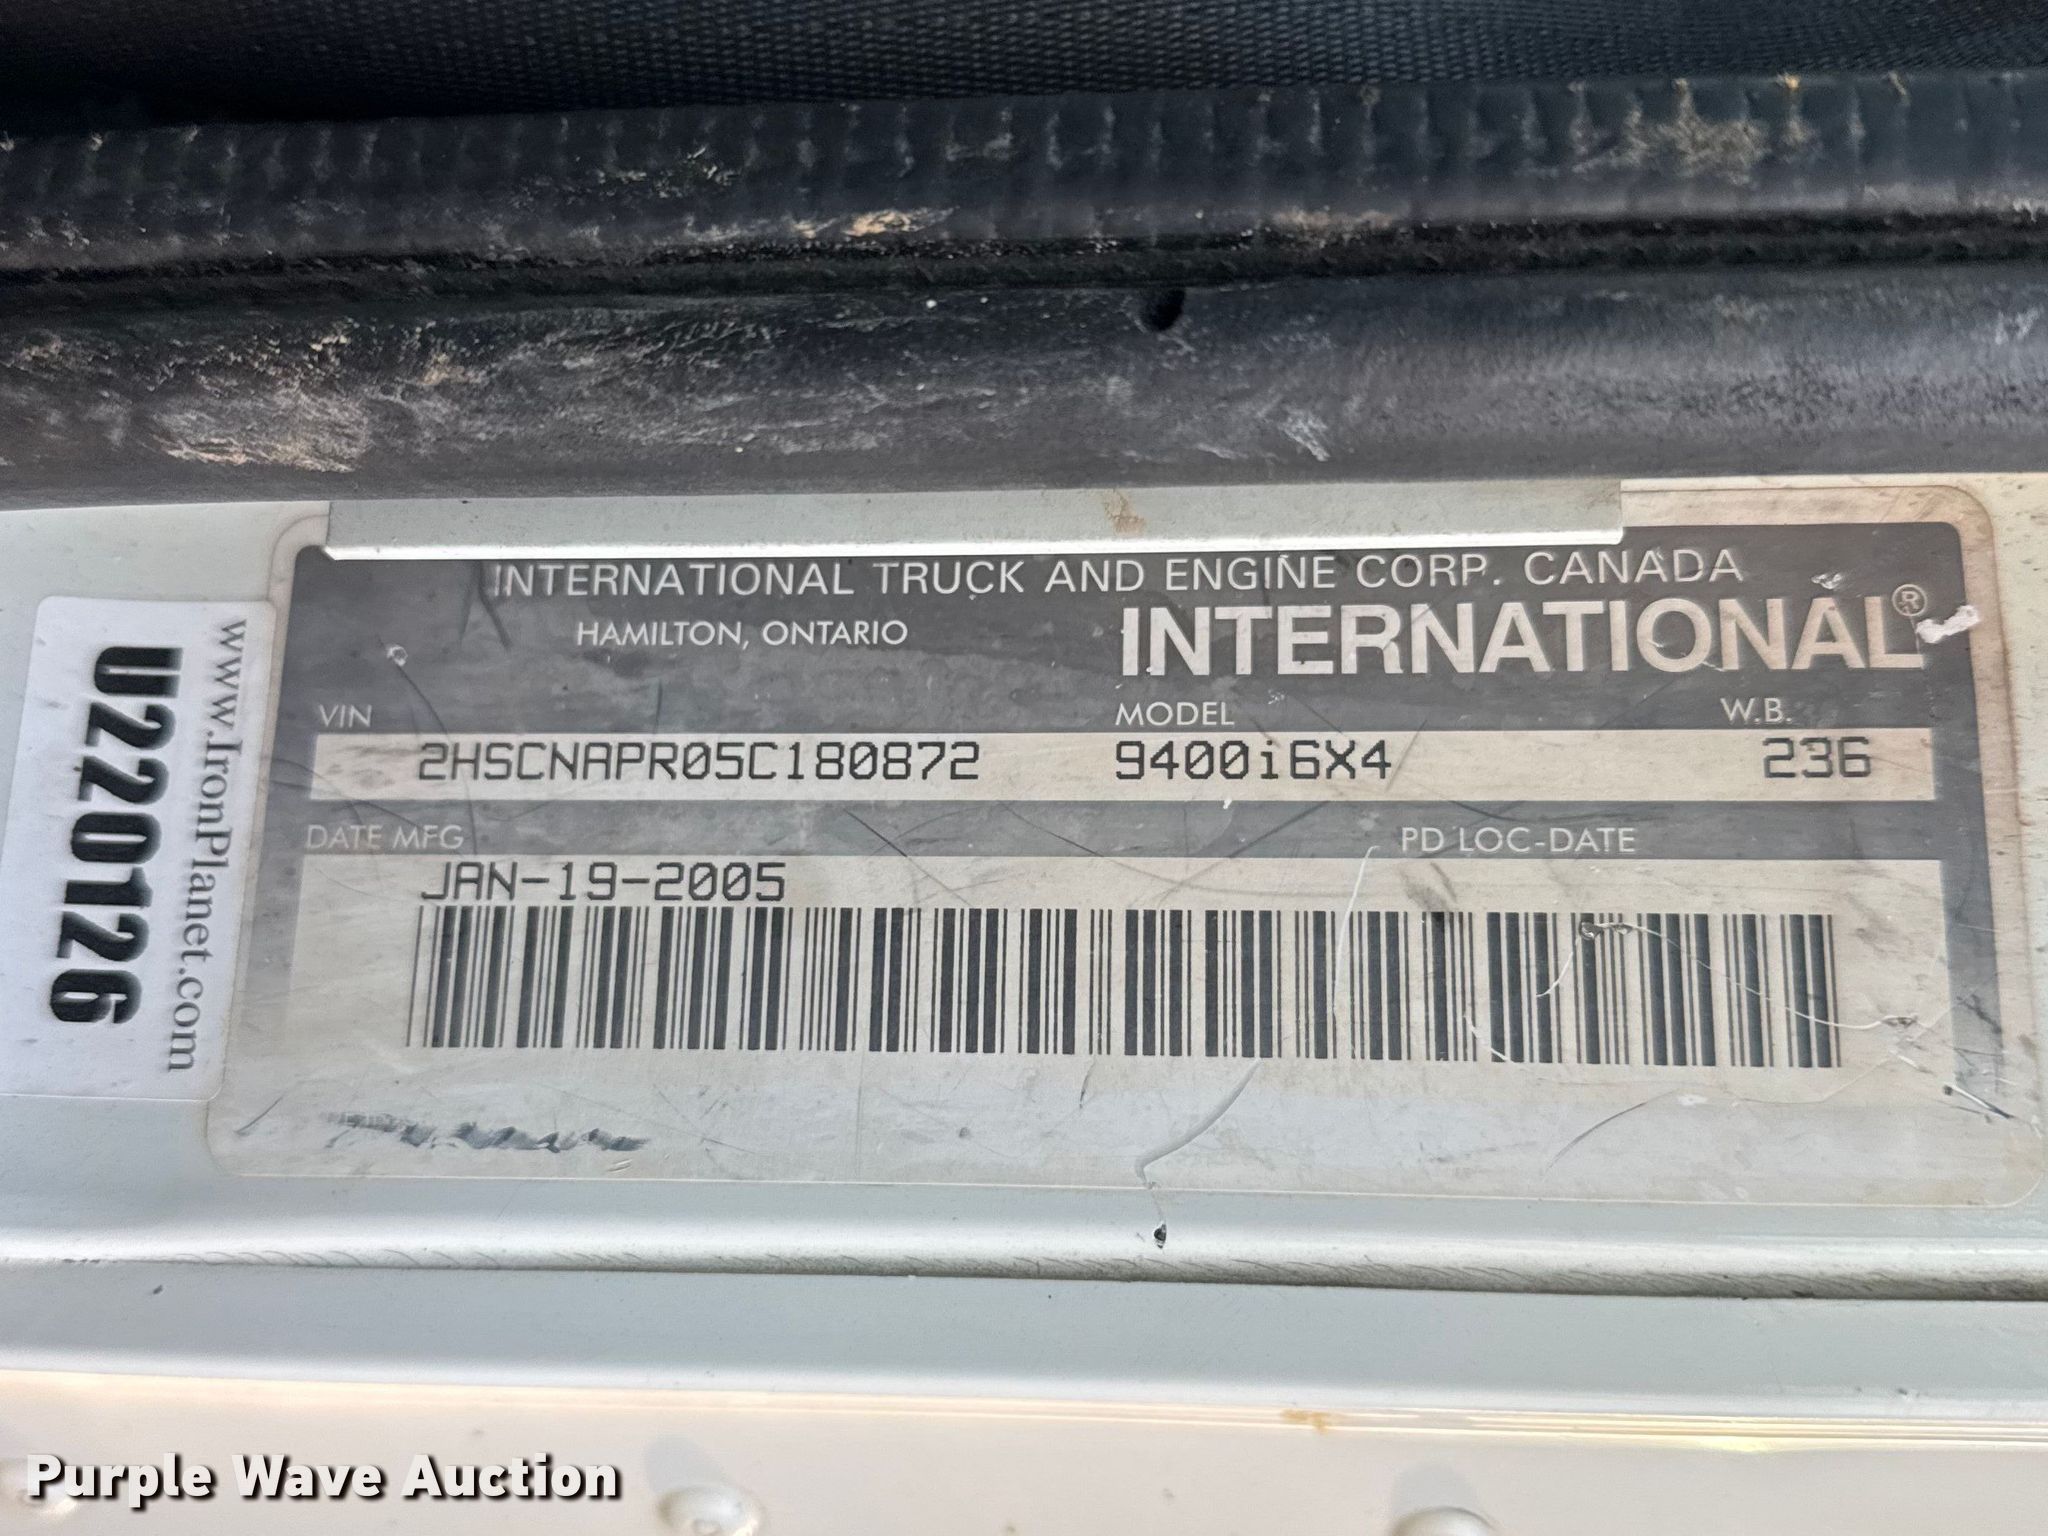 INTERNATIONAL TRUCK AND ENGINE CORP. CANADA
HAMILTON, ONTARIO
INTERNATIONAL®
VIN MODEL W.B.
2HSCNAPR05C180872 9400i6X4 236
DATE MFG PD LOC-DATE
JAN-19-2005
www.IronPlanet.com
U220126
Purple Wave Auction